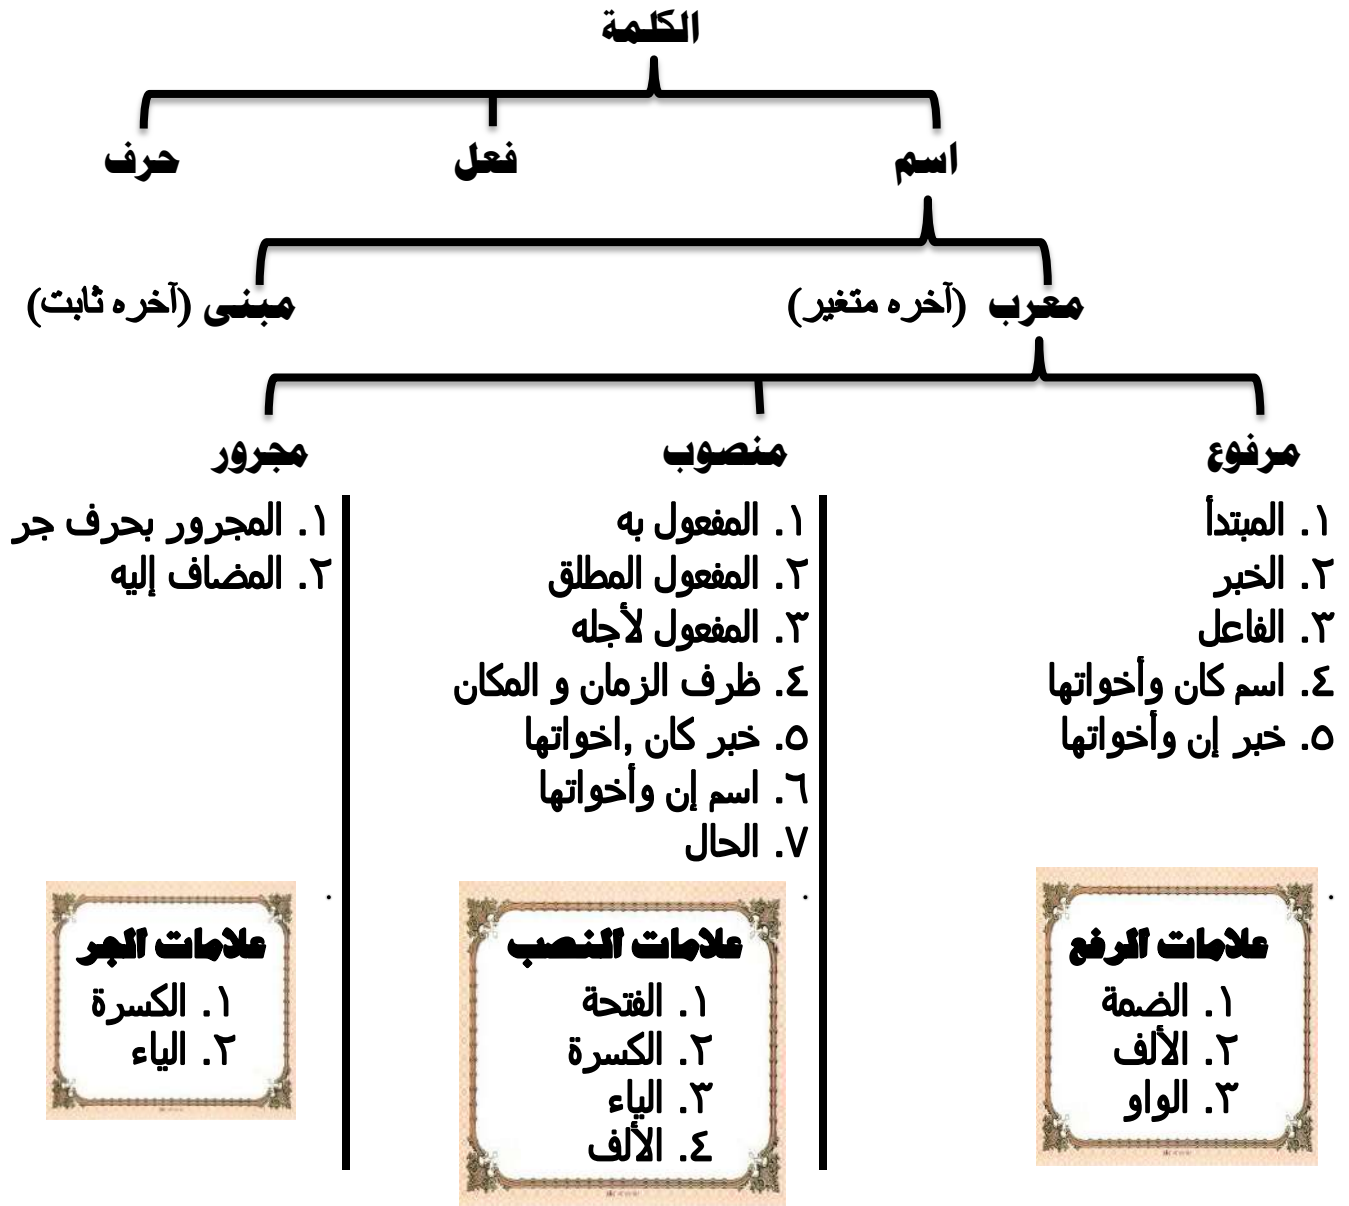 الكلمة
اسم
فعل
حرف
معرب (آخره متغير)
مبنى (آخره ثابت)
مرفوع
١. المبتدأ
٢. الخبر
٣. الفاعل
٤. اسم كان وأخواتها
٥. خبر إن وأخواتها
.
علامات الرفع
١. الضمة
٢. الألف
٣. الواو
منصوب
١. المفعول به
٢. المفعول المطلق
٣. المفعول لأجله
٤. ظرف الزمان و المكان
٥. خبر كان ,اخواتها
٦. اسم إن وأخواتها
٧. الحال
.
علامات النصب
١. الفتحة
٢. الكسرة
٣. الياء
٤. الألف
مجرور
١. المجرور بحرف جر
٢. المضاف إليه
.
علامات الجر
١. الكسرة
٢. الياء